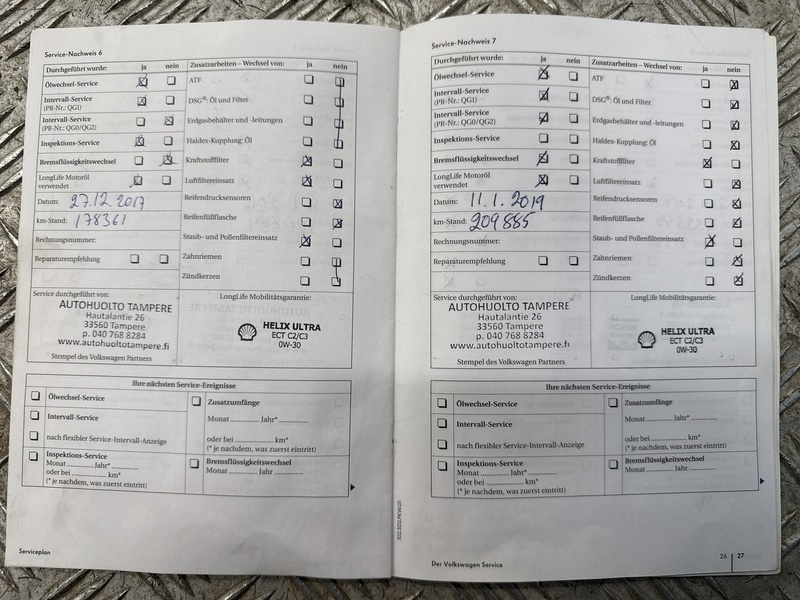 Service-Nachweis 6
Durchgeführt wurde: ja nein
Ölwechsel-Service
Intervall-Service
(PR-Nr.: QG1)
Intervall-Service
(PR-Nr.: QG0/QG2)
Inspektions-Service
Bremsflüssigkeitswechsel
LongLife Motoröl
verwendet
Datum: 27.12.2017
km-Stand: 178361
Rechnungsnummer:
Reparaturempfehlung
Zusatzarbeiten – Wechsel von: ja nein
ATF
DSG®: Öl und Filter
Erdgasbehälter und -leitungen
Haldex-Kupplung: Öl
Kraftstofffilter
Luftfiltereinsatz
Reifendrucksensoren
Reifenfüllflasche
Staub- und Pollenfiltereinsatz
Zahnriemen
Zündkerzen
Service durchgeführt von:
AUTOHUOLTO TAMPERE
Hautalantie 26
33560 Tampere
p. 040 768 8284
www.autohuoltotampere.fi
Stempel des Volkswagen Partners
LongLife Mobilitätsgarantie:
HELIX ULTRA
ECT C2/C3
0W-30
Ihre nächsten Service-Ereignisse
Ölwechsel-Service
Intervall-Service
nach flexibler Service-Intervall-Anzeige
Inspektions-Service
Monat ............ Jahr* ............
oder bei ............ km*
(* je nachdem, was zuerst eintritt)
Zusatzumfänge
Monat ............ Jahr* ............
oder bei ............ km*
(* je nachdem, was zuerst eintritt)
Bremsflüssigkeitswechsel
Monat ............ Jahr ............
Serviceplan
Service-Nachweis 7
Durchgeführt wurde: ja nein
Ölwechsel-Service
Intervall-Service
(PR-Nr.: QG1)
Intervall-Service
(PR-Nr.: QG0/QG2)
Inspektions-Service
Bremsflüssigkeitswechsel
LongLife Motoröl
verwendet
Datum: 11.1.2019
km-Stand: 209885
Rechnungsnummer:
Reparaturempfehlung
Zusatzarbeiten – Wechsel von: ja nein
ATF
DSG®: Öl und Filter
Erdgasbehälter und -leitungen
Haldex-Kupplung: Öl
Kraftstofffilter
Luftfiltereinsatz
Reifendrucksensoren
Reifenfüllflasche
Staub- und Pollenfiltereinsatz
Zahnriemen
Zündkerzen
Service durchgeführt von:
AUTOHUOLTO TAMPERE
Hautalantie 26
33560 Tampere
p. 040 768 8284
www.autohuoltotampere.fi
Stempel des Volkswagen Partners
LongLife Mobilitätsgarantie:
HELIX ULTRA
ECT C2/C3
0W-30
Ihre nächsten Service-Ereignisse
Ölwechsel-Service
Intervall-Service
nach flexibler Service-Intervall-Anzeige
Inspektions-Service
Monat ............ Jahr* ............
oder bei ............ km*
(* je nachdem, was zuerst eintritt)
Zusatzumfänge
Monat ............ Jahr* ............
oder bei ............ km*
(* je nachdem, was zuerst eintritt)
Bremsflüssigkeitswechsel
Monat ............ Jahr ............
Der Volkswagen Service
26 27